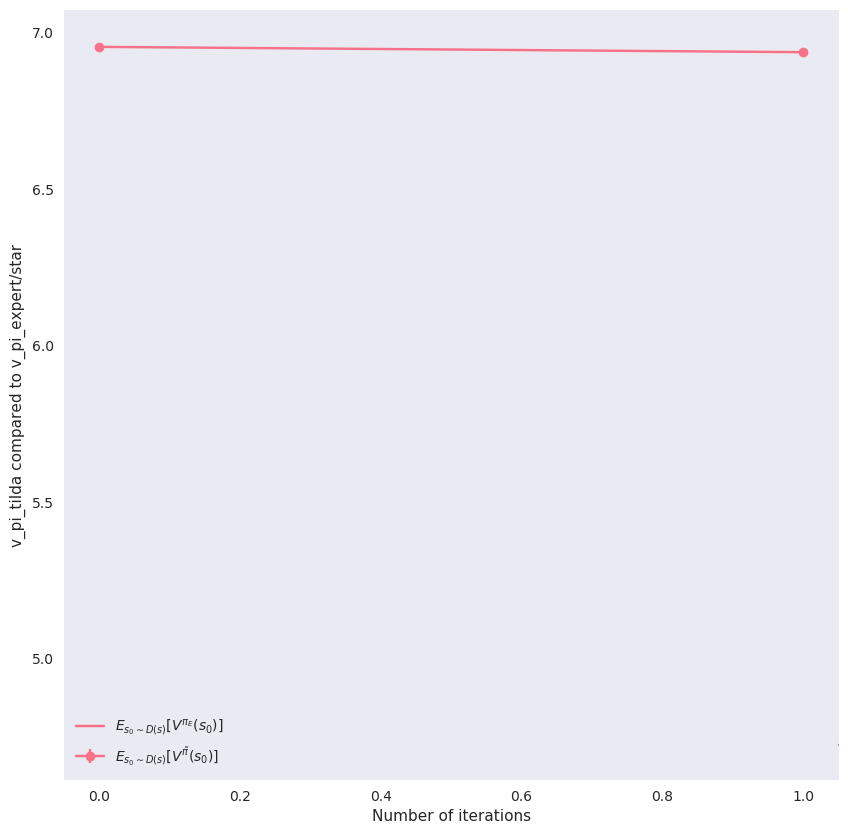 7.0
6.5
6.0
5.5
5.0
v_pi_tilda compared to v_pi_expert/star
$E_{s_0 \sim D(s)}[V^{\pi_E}(s_0)]$
$E_{s_0 \sim D(s)}[V^{\tilde{\pi}}(s_0)]$
0.0 0.2 0.4 0.6 0.8 1.0
Number of iterations